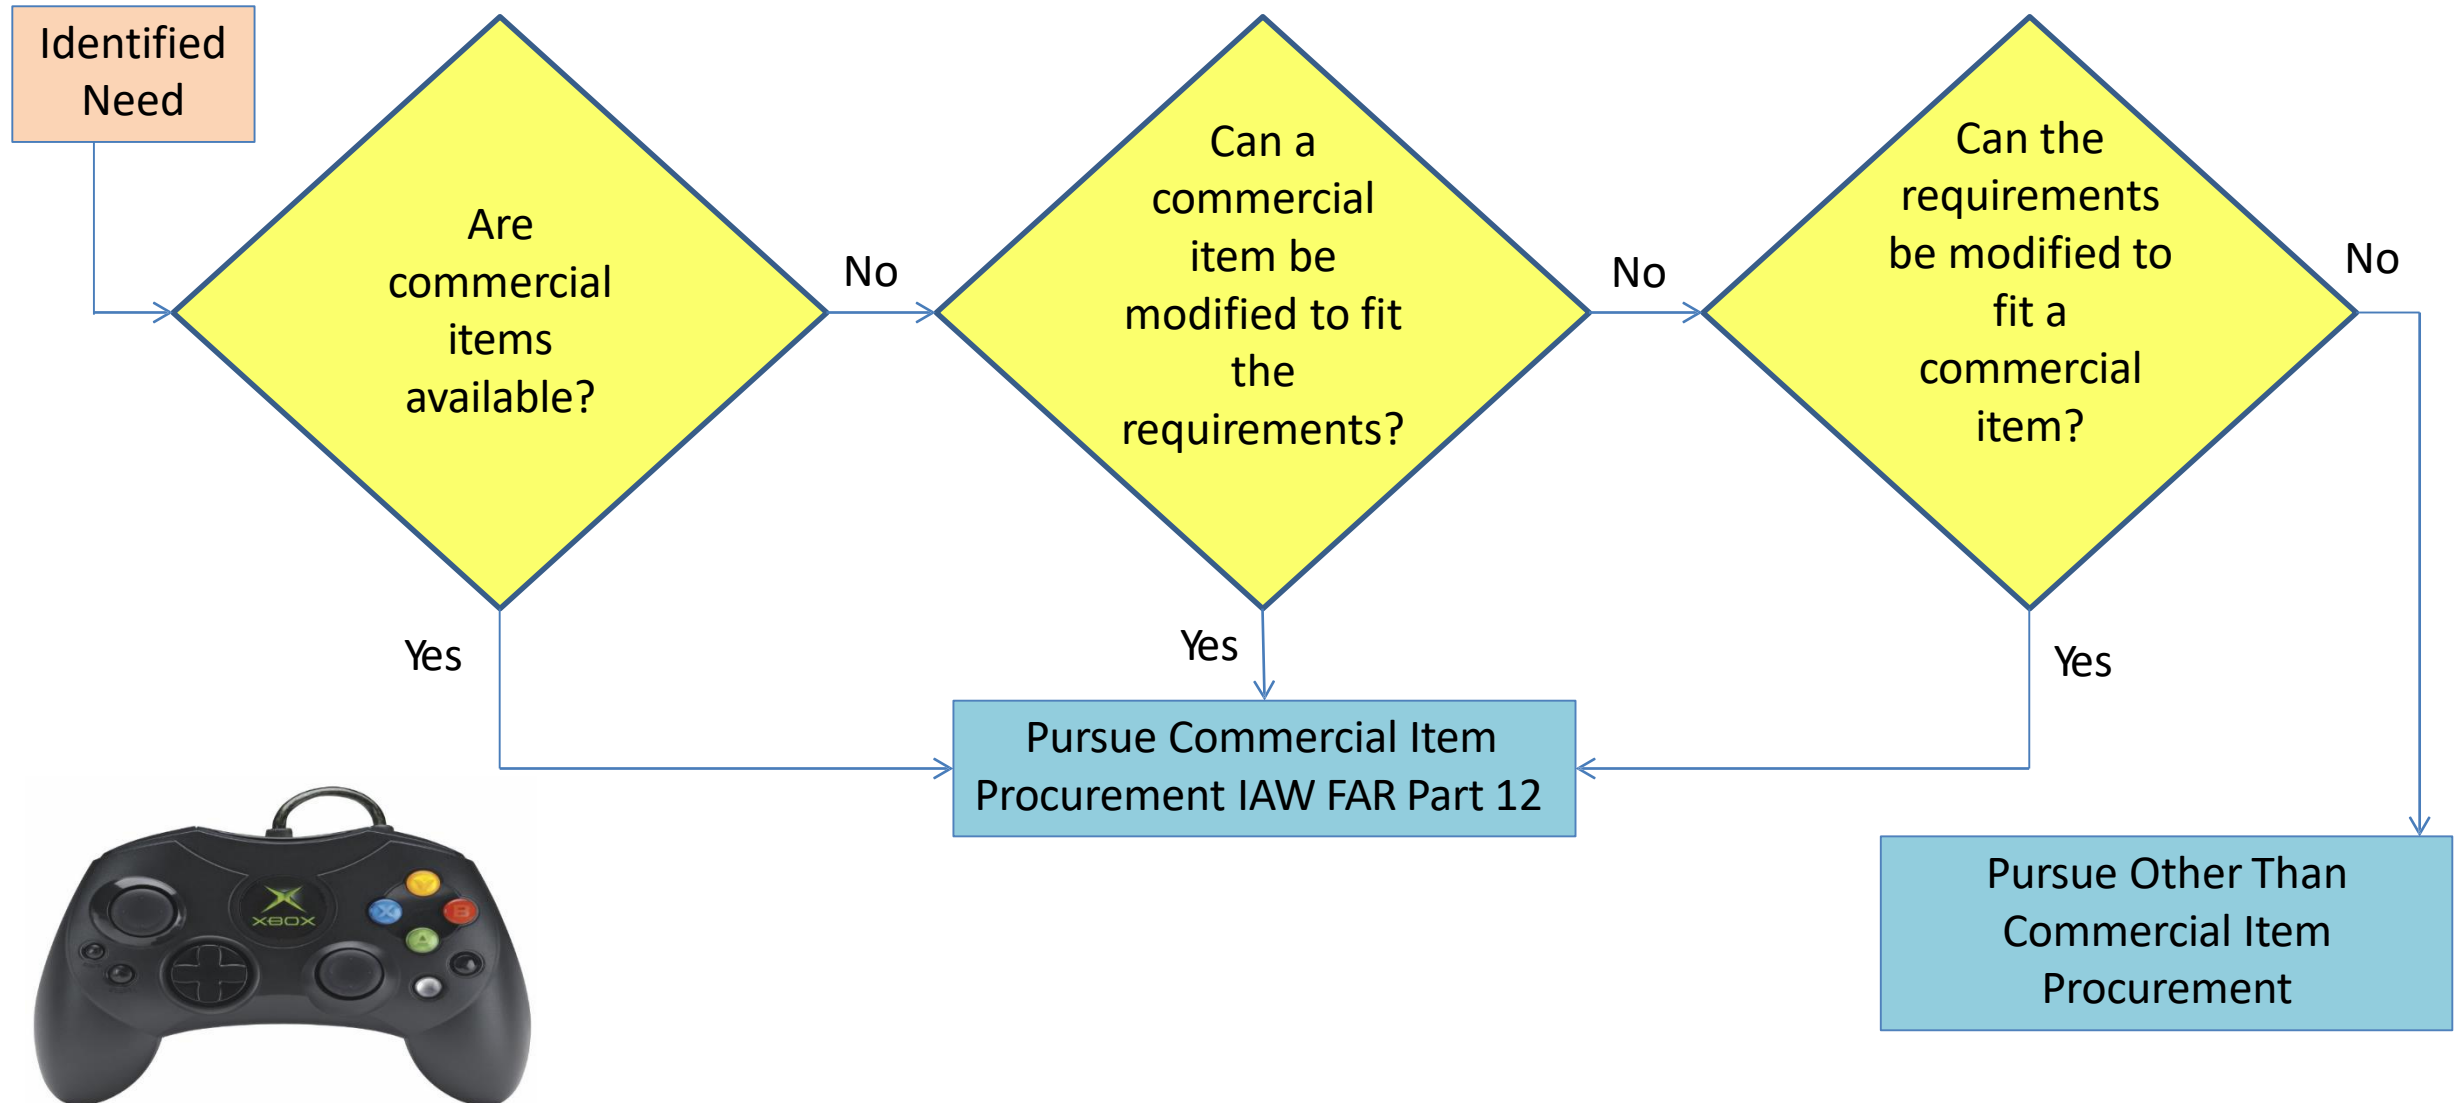 Identified
Need
Are
commercial
items
available?
No
Can a
commercial
item be
modified to fit
the
requirements?
No
Can the
requirements
be modified to
fit a
commercial
item?
No
Yes
Yes
Yes
Pursue Commercial Item
Procurement IAW FAR Part 12
Pursue Other Than
Commercial Item
Procurement
XBOX
Y
X
B
A